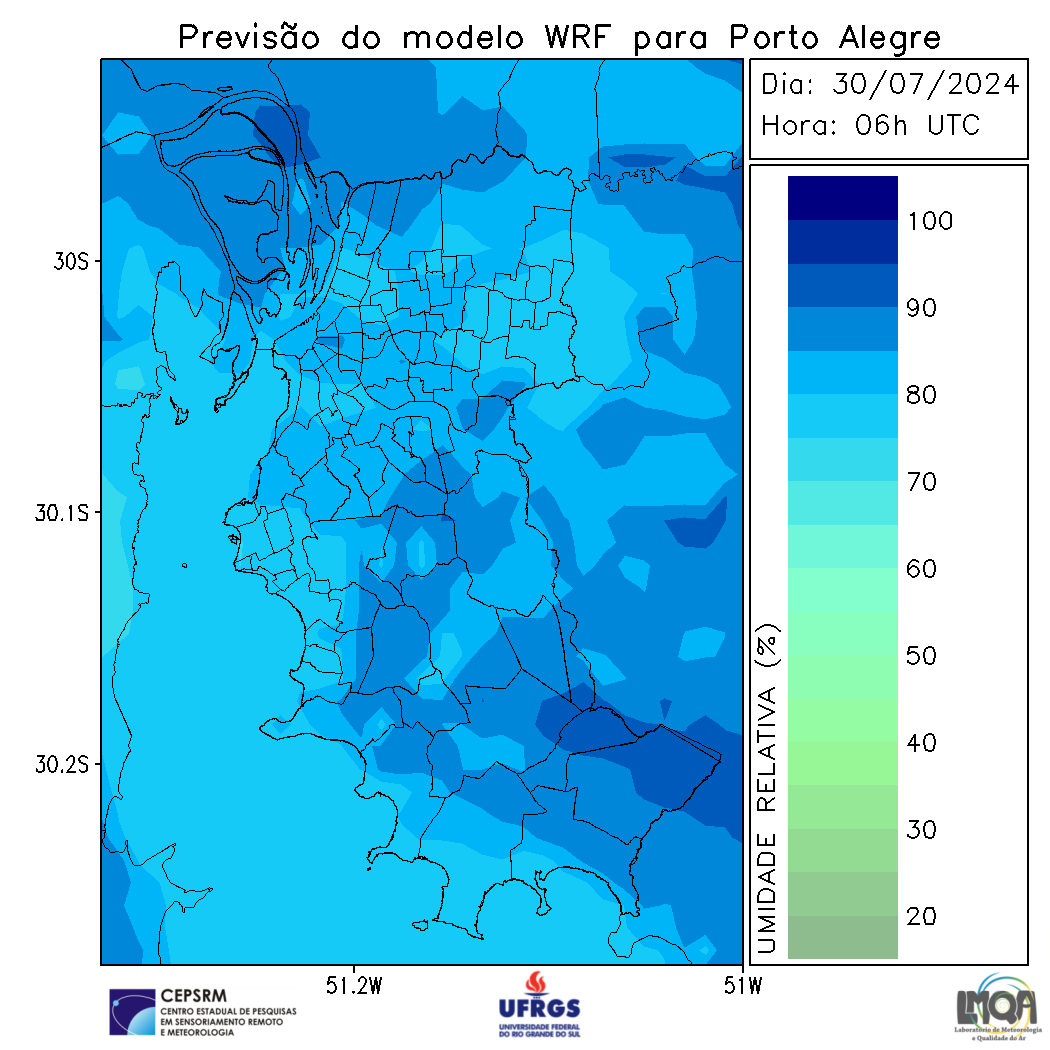 Previsão do modelo WRF para Porto Alegre
Dia: 30/07/2024
Hora: 06h UTC
30S
30.1S
30.2S
51.2W
51W
UMIDADE RELATIVA (%)
100
90
80
70
60
50
40
30
20
CEPSRM
CENTRO ESTADUAL DE PESQUISAS
EM SENSORIAMENTO REMOTO
E METEOROLOGIA
UFRGS
UNIVERSIDADE FEDERAL
DO RIO GRANDE DO SUL
LMQA
Laboratório de Meteorologia
e Qualidade do Ar